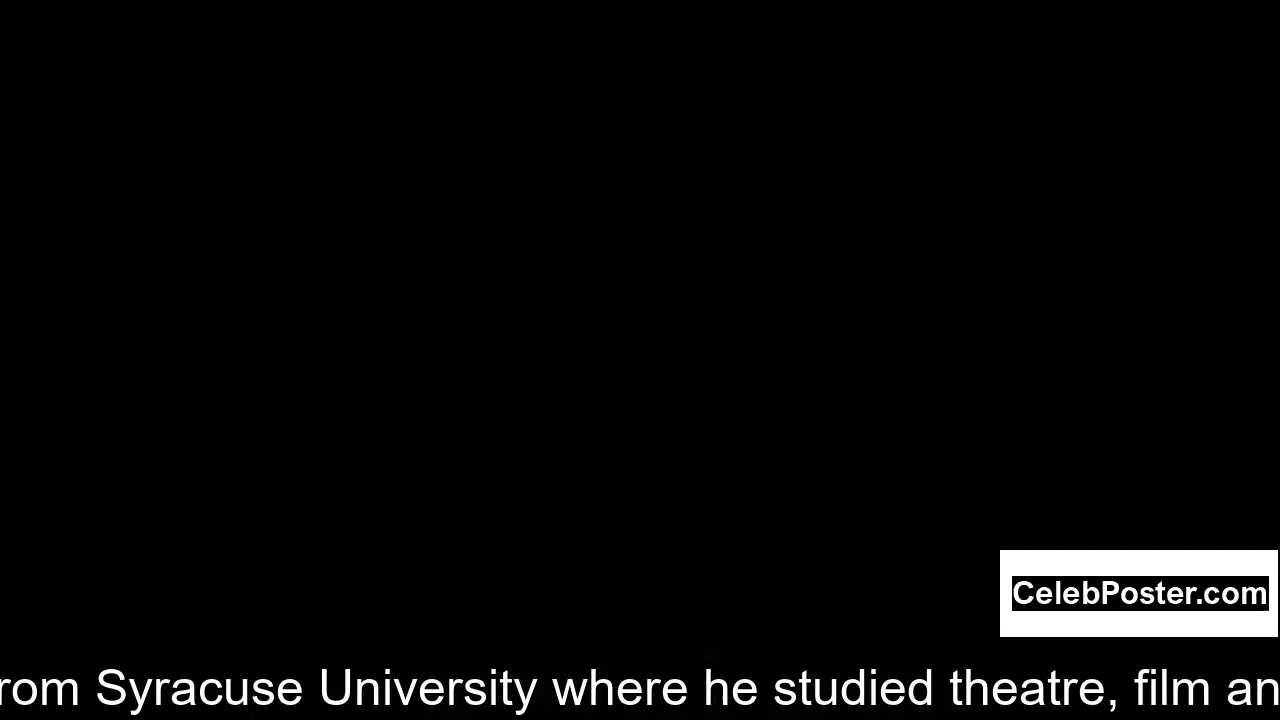 CelebPoster.com
rom Syracuse University where he studied theatre, film an